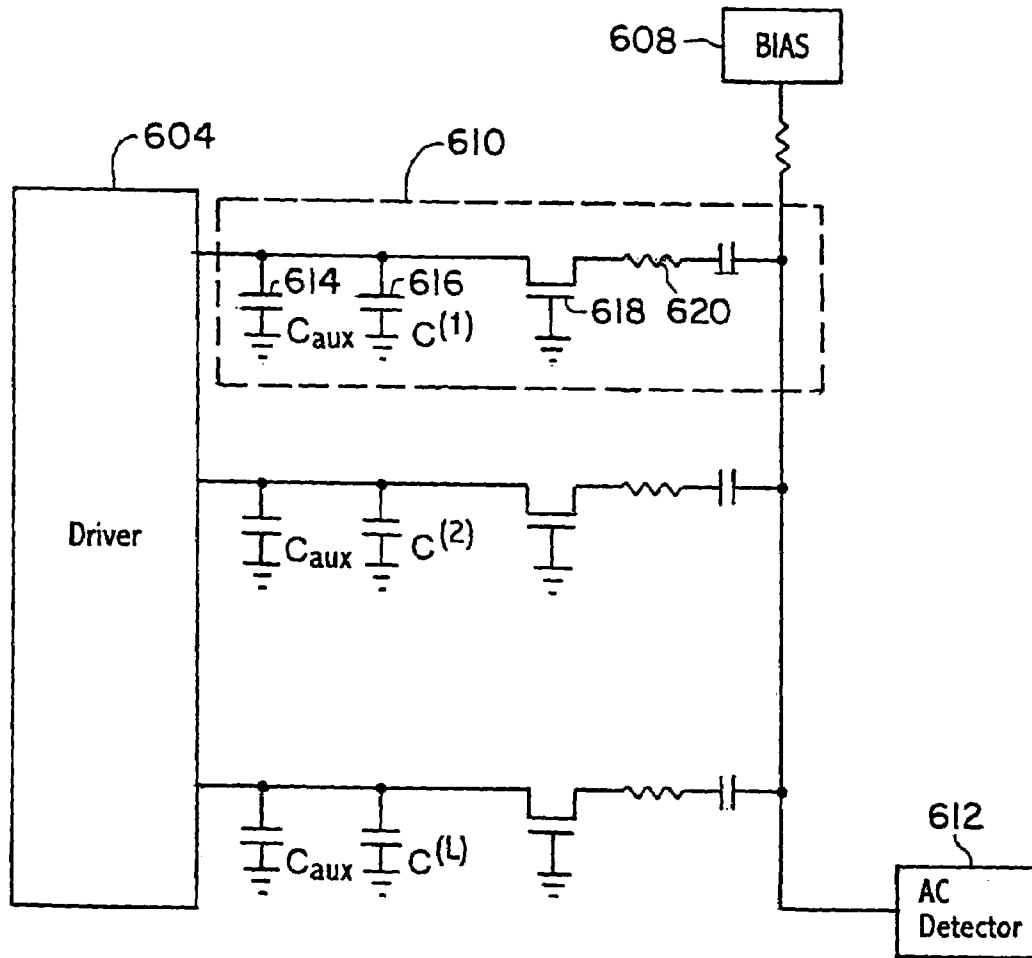 608
BIAS
604
610
614
616
618
620
Caux
C(1)
Driver
Caux
C(2)
Caux
C(L)
612
AC
Detector